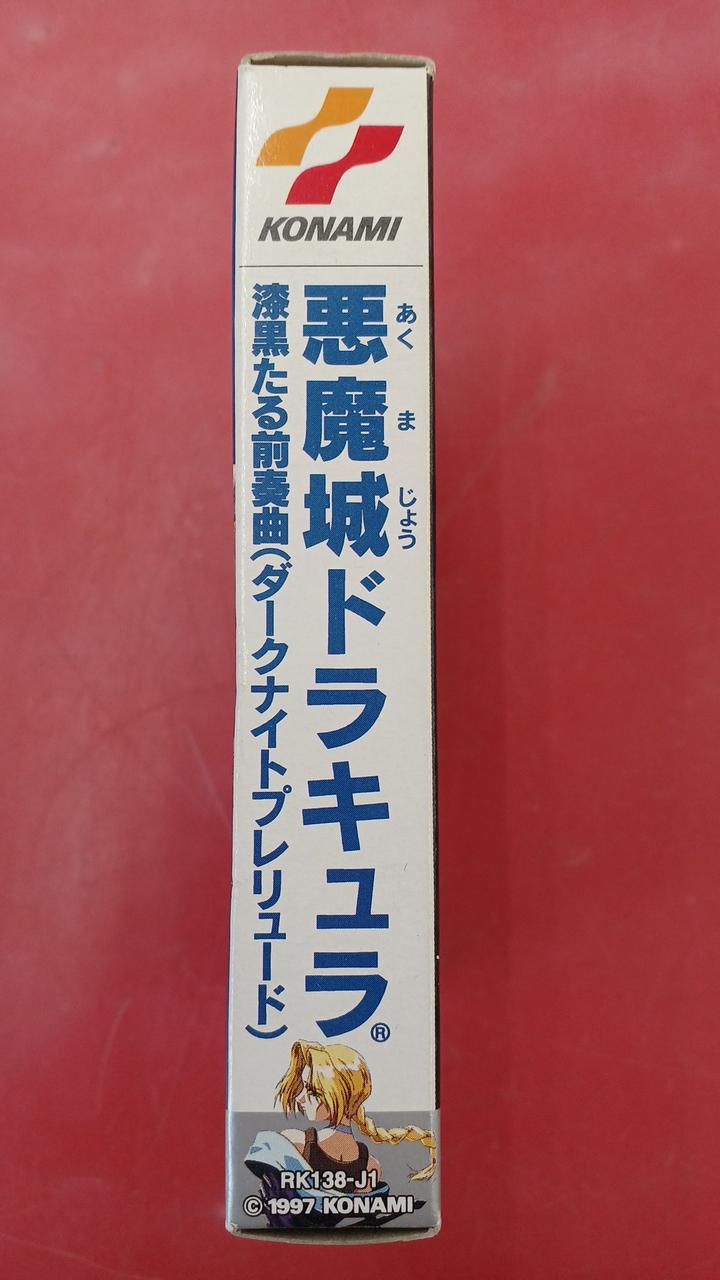 KONAMI
悪魔城ドラキュラ®
あくまじょう
漆黒たる前奏曲(ダークナイトプレリュード)
RK138-J1
© 1997 KONAMI